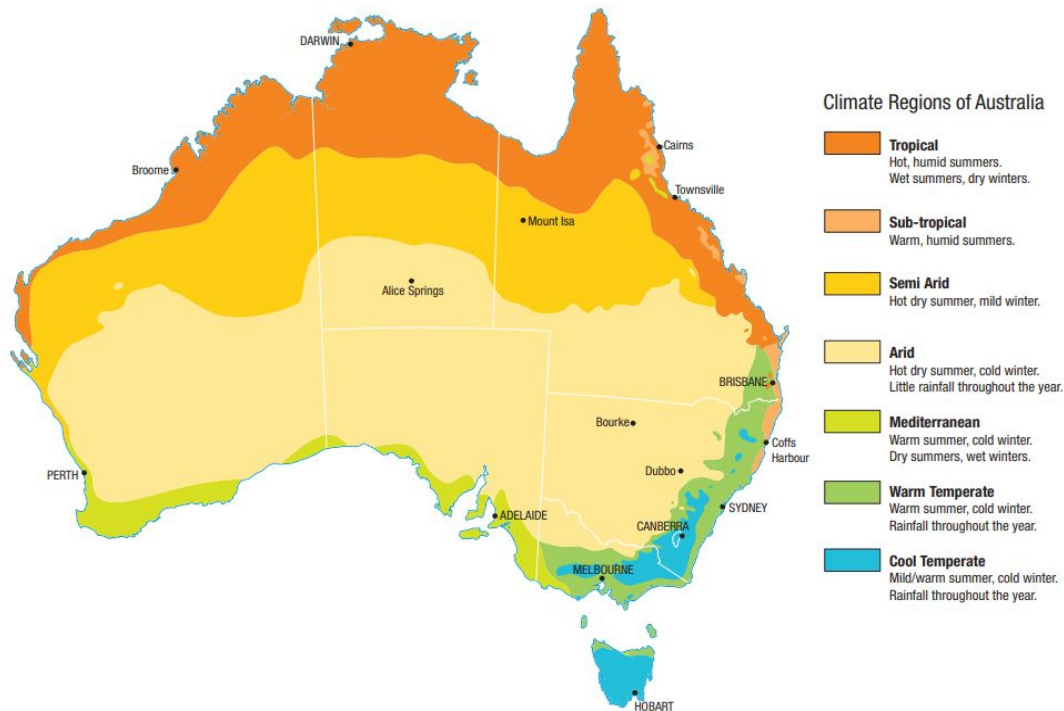 DARWIN
Broome
Cairns
Townsville
Mount Isa
Alice Springs
BRISBANE
Bourke
Coffs
Harbour
PERTH
Dubbo
SYDNEY
ADELAIDE
CANBERRA
MELBOURNE
HOBART
Climate Regions of Australia
Tropical
Hot, humid summers.
Wet summers, dry winters.
Sub-tropical
Warm, humid summers.
Semi Arid
Hot dry summer, mild winter.
Arid
Hot dry summer, cold winter.
Little rainfall throughout the year.
Mediterranean
Warm summer, cold winter.
Dry summers, wet winters.
Warm Temperate
Warm summer, cold winter.
Rainfall throughout the year.
Cool Temperate
Mild/warm summer, cold winter.
Rainfall throughout the year.